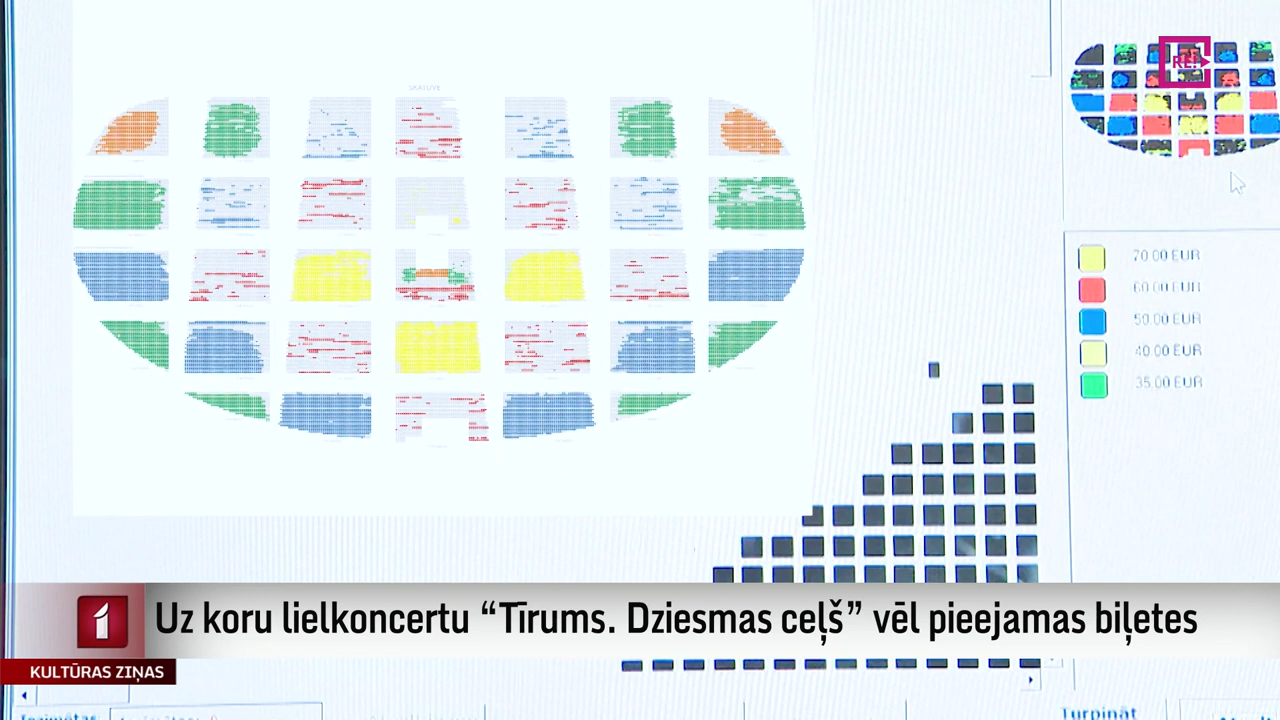 SKATUVE
RE!
70.00 EUR
60.00 EUR
50.00 EUR
40.00 EUR
35.00 EUR
1
Uz koru lielkoncertu “Tīrums. Dziesmas ceļš” vēl pieejamas biļetes
KULTŪRAS ZIŅAS
Turpināt